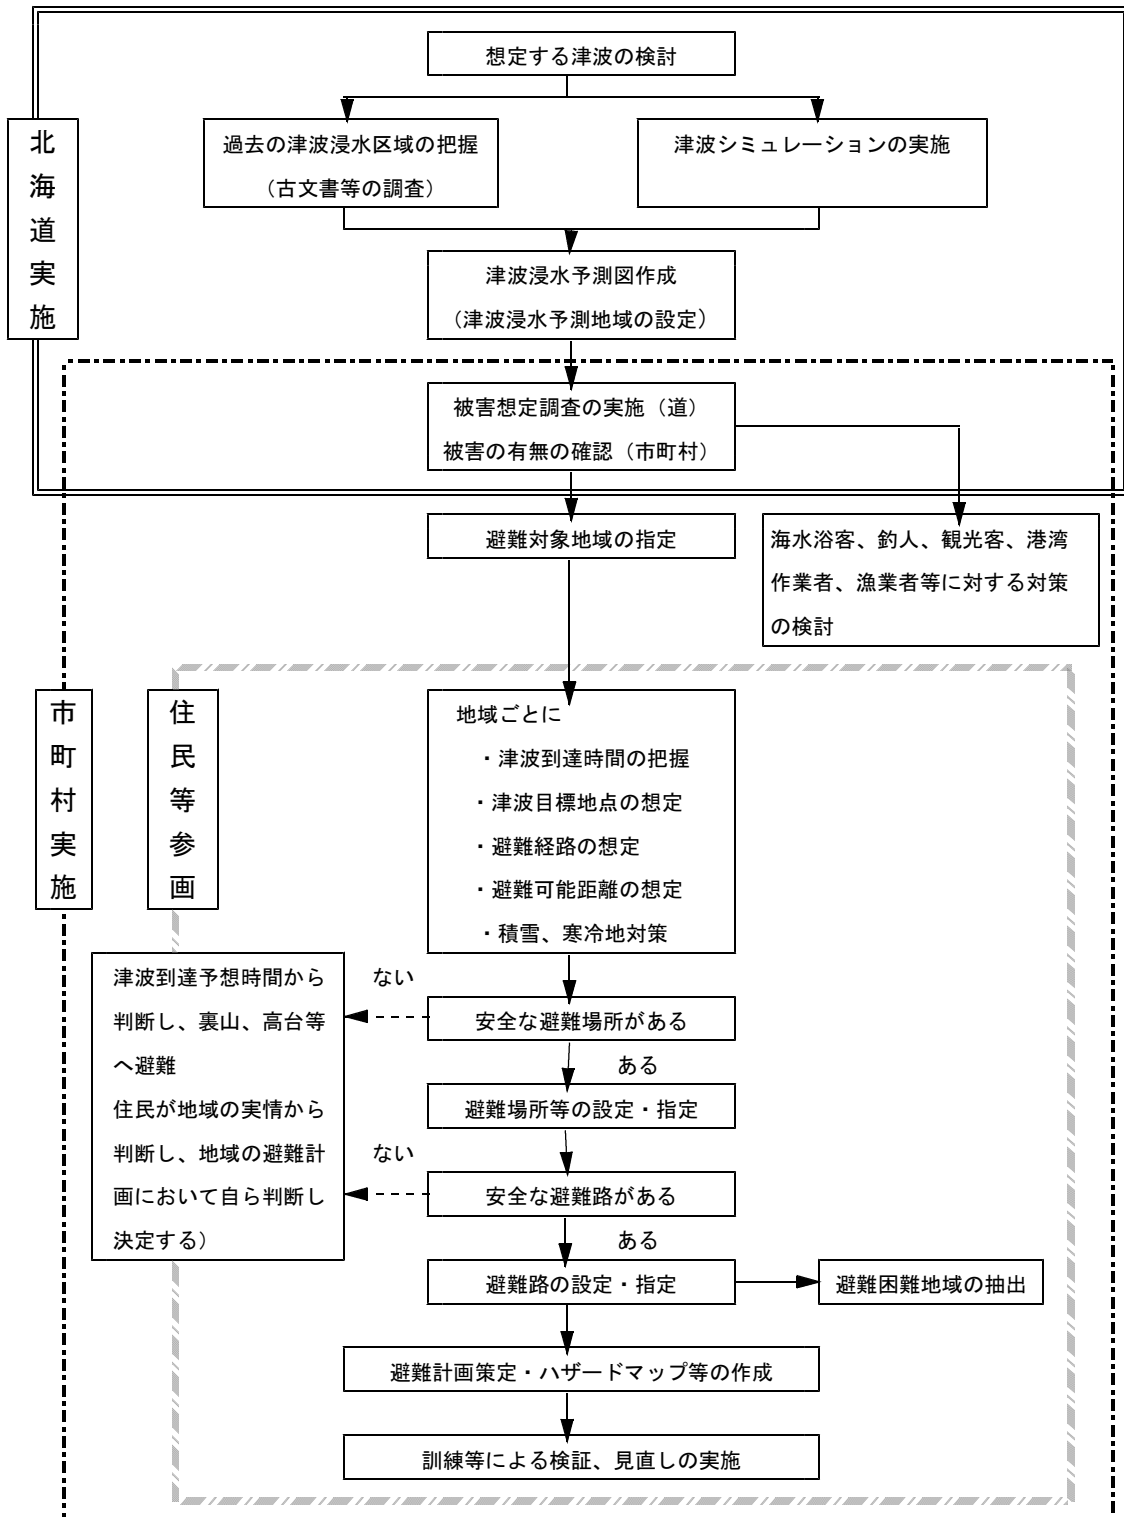 想定する津波の検討
北海道実施
過去の津波浸水区域の把握
（古文書等の調査）
津波シミュレーションの実施
津波浸水予測図作成
（津波浸水予測地域の設定）
被害想定調査の実施（道）
被害の有無の確認（市町村）
避難対象地域の指定
海水浴客、釣人、観光客、港湾
作業者、漁業者等に対する対策
の検討
市町村実施
住民等参画
地域ごとに
・津波到達時間の把握
・津波目標地点の想定
・避難経路の想定
・避難可能距離の想定
・積雪、寒冷地対策
津波到達予想時間から
判断し、裏山、高台等
へ避難
住民が地域の実情から
判断し、地域の避難計
画において自ら判断し
決定する）
ない
安全な避難場所がある
ある
避難場所等の設定・指定
ない
安全な避難路がある
ある
避難路の設定・指定
避難困難地域の抽出
避難計画策定・ハザードマップ等の作成
訓練等による検証、見直しの実施